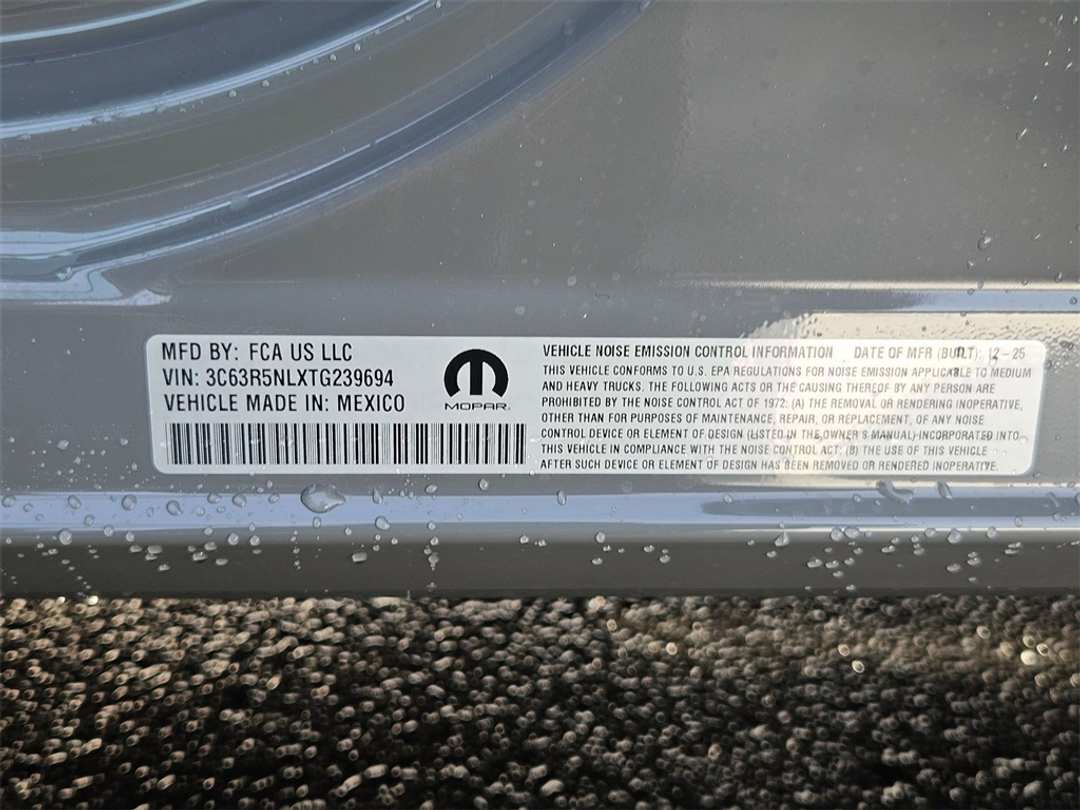 MFD BY: FCA US LLC
VIN: 3C63R5NLXTG239694
VEHICLE MADE IN: MEXICO
MOPAR
VEHICLE NOISE EMISSION CONTROL INFORMATION DATE OF MFR (BUILT): 12 - 25
THIS VEHICLE CONFORMS TO U.S. EPA REGULATIONS FOR NOISE EMISSION APPLICABLE TO MEDIUM
AND HEAVY TRUCKS. THE FOLLOWING ACTS OR THE CAUSING THEREOF BY ANY PERSON ARE
PROHIBITED BY THE NOISE CONTROL ACT OF 1972: (A) THE REMOVAL OR RENDERING INOPERATIVE,
OTHER THAN FOR PURPOSES OF MAINTENANCE, REPAIR, OR REPLACEMENT, OF ANY NOISE
CONTROL DEVICE OR ELEMENT OF DESIGN (LISTED IN THE OWNER'S MANUAL) INCORPORATED INTO
THIS VEHICLE IN COMPLIANCE WITH THE NOISE CONTROL ACT; (B) THE USE OF THIS VEHICLE
AFTER SUCH DEVICE OR ELEMENT OF DESIGN HAS BEEN REMOVED OR RENDERED INOPERATIVE.